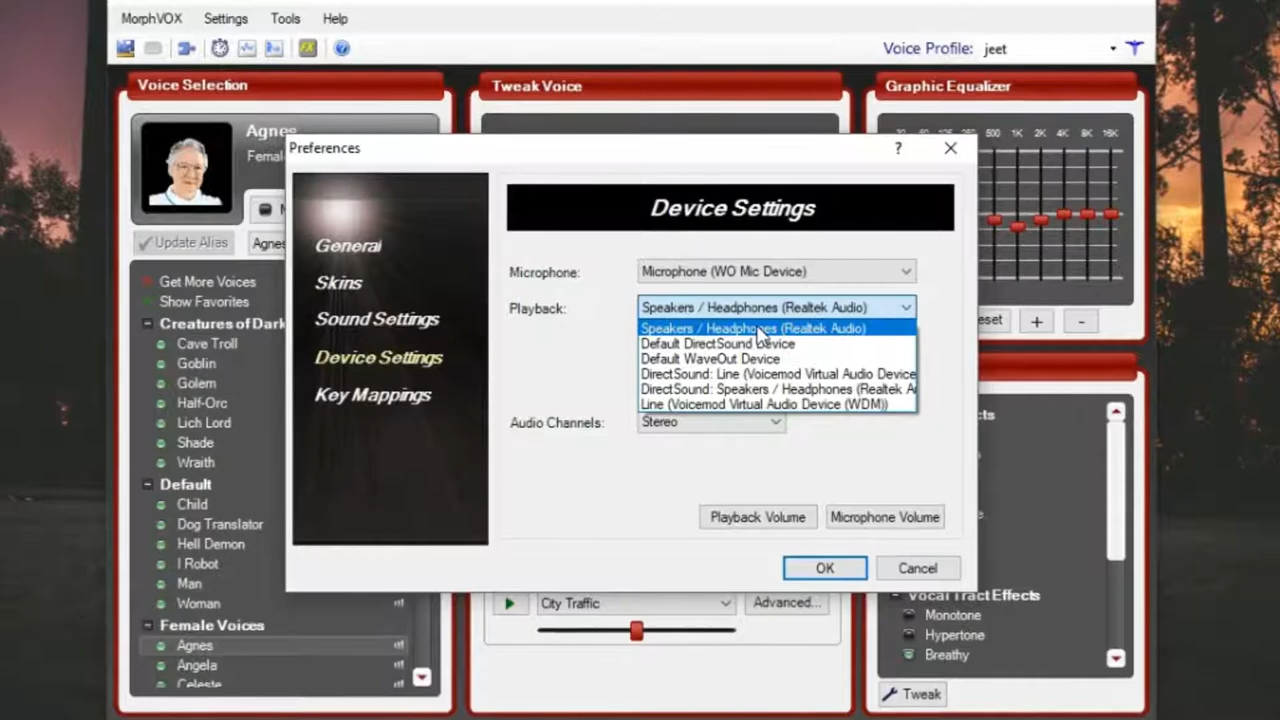 MorphVOX Settings Tools Help
Voice Profile: jeet
Voice Selection
Agnes
Update Alias
Get More Voices
Show Favorites
Creatures of Dark
Cave Troll
Goblin
Golem
Half-Orc
Lich Lord
Shade
Wraith
Default
Child
Dog Translator
Hell Demon
I Robot
Man
Woman
Female Voices
Agnes
Angela
Celeste
Tweak Voice
Preferences
? 
General
Skins
Sound Settings
Device Settings
Key Mappings
Device Settings
Microphone: Microphone (WO Mic Device)
Playback: Speakers / Headphones (Realtek Audio)
Speakers / Headphones (Realtek Audio)
Default DirectSound Device
Default WaveOut Device
DirectSound: Line (Voicemod Virtual Audio Device
DirectSound: Speakers / Headphones (Realtek A
Line (Voicemod Virtual Audio Device (WDM))
Audio Channels: Stereo
Playback Volume Microphone Volume
OK Cancel
City Traffic Advanced...
Graphic Equalizer
500 1K 2K 4K 8K 16K
eset + -
cts
Vocal Tract Effects
Monotone
Hypertone
Breathy
Tweak